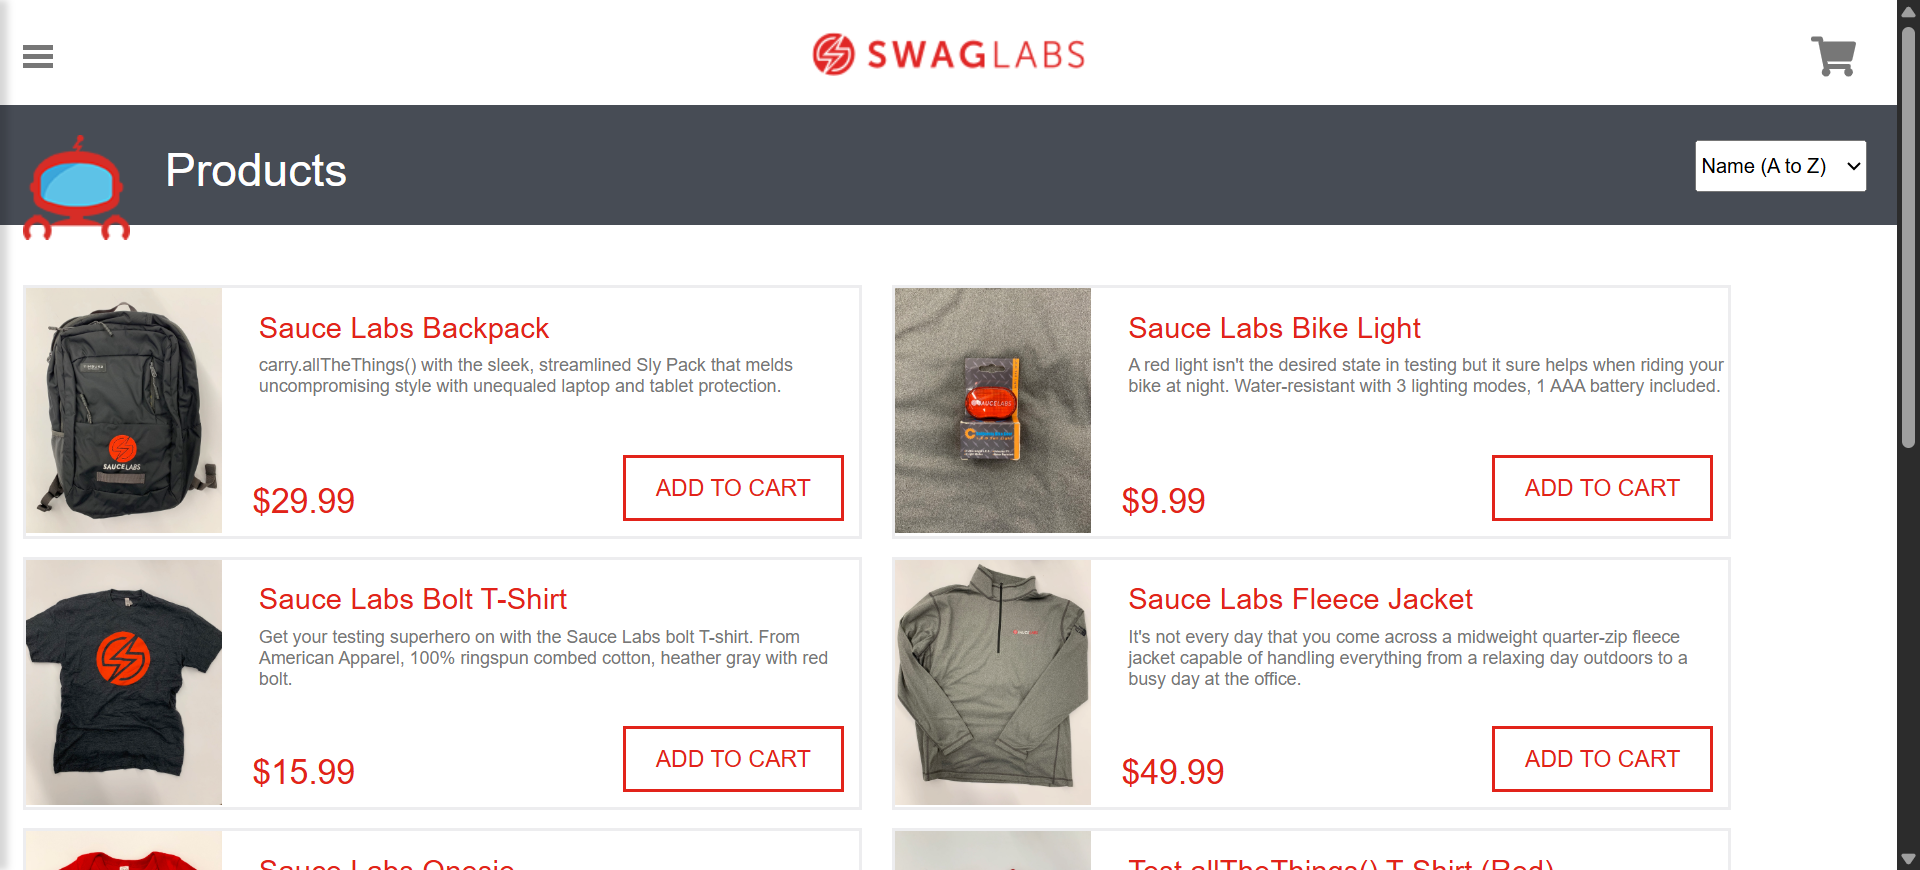 SWAGLABS
Products
Name (A to Z)
Sauce Labs Backpack
carry.allTheThings() with the sleek, streamlined Sly Pack that melds
uncompromising style with unequaled laptop and tablet protection.
$29.99
ADD TO CART
SAUCELABS
Sauce Labs Bike Light
A red light isn't the desired state in testing but it sure helps when riding your
bike at night. Water-resistant with 3 lighting modes, 1 AAA battery included.
$9.99
ADD TO CART
Sauce Labs Bolt T-Shirt
Get your testing superhero on with the Sauce Labs bolt T-shirt. From
American Apparel, 100% ringspun combed cotton, heather gray with red
bolt.
$15.99
ADD TO CART
Sauce Labs Fleece Jacket
It's not every day that you come across a midweight quarter-zip fleece
jacket capable of handling everything from a relaxing day outdoors to a
busy day at the office.
$49.99
ADD TO CART
Sauce Labs Onesie
Test.allTheThings() T-Shirt (Red)